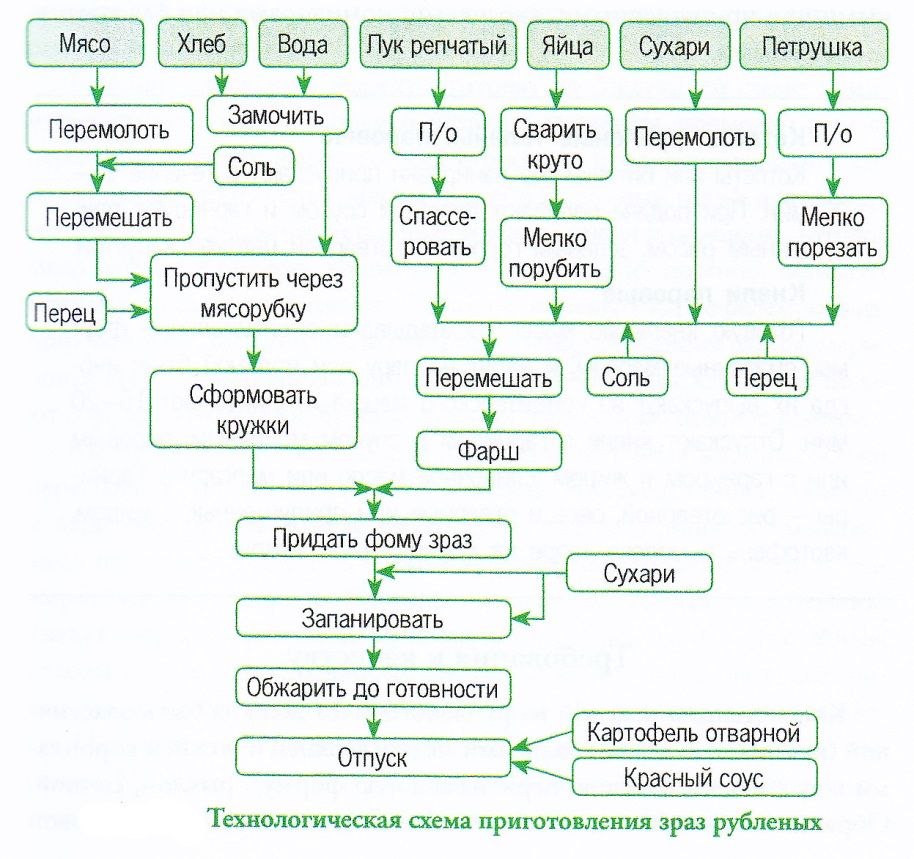 Мясо
Хлеб
Вода
Лук репчатый
Яйца
Сухари
Петрушка
Перемолоть
Замочить
П/о
Сварить
круто
Перемолоть
П/о
Соль
Перемешать
Спассе-
ровать
Мелко
порубить
Мелко
порезать
Пропустить через
мясорубку
Перец
Сформовать
кружки
Перемешать
Соль
Перец
Фарш
Придать фому зраз
Сухари
Запанировать
Обжарить до готовности
Картофель отварной
Отпуск
Красный соус
Технологическая схема приготовления зраз рубленых